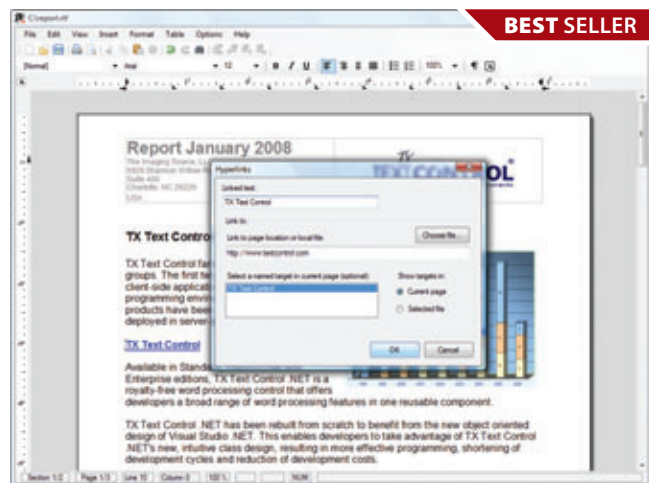 BEST SELLER
File Edit View Insert Format Table Options Help
[Normal] Arial 12 B I U 100%
Report January 2008
The Imaging Source, LLC
Suite 400
Charlotte, NC 28226
USA
TX TEXT CONTROL
Hyperlinks
Linked text:
TX Text Control
Link to:
Link to page location or local file:
Choose file...
http://www.textcontrol.com
Select a named target in current page (optional):
Show targets in:
TX Text Control
Current page
Selected file
OK Cancel
TX Text Contro
TX Text Control
groups. The first
client-side applicat
programming envir
products have bee
deployed in server-
TX Text Control
Available in Standa
Enterprise editions, TX Text Control .NET is a
royalty-free word processing control that offers
developers a broad range of word processing features in one reusable component.
TX Text Control .NET has been rebuilt from scratch to benefit from the new object oriented
design of Visual Studio .NET. This enables developers to take advantage of TX Text Control
.NET's new, intuitive class design, resulting in more effective programming, shortening of
development cycles and reduction of development costs.
Section 1/2 Page 1/3 Line 10 Column 0 100% NUM